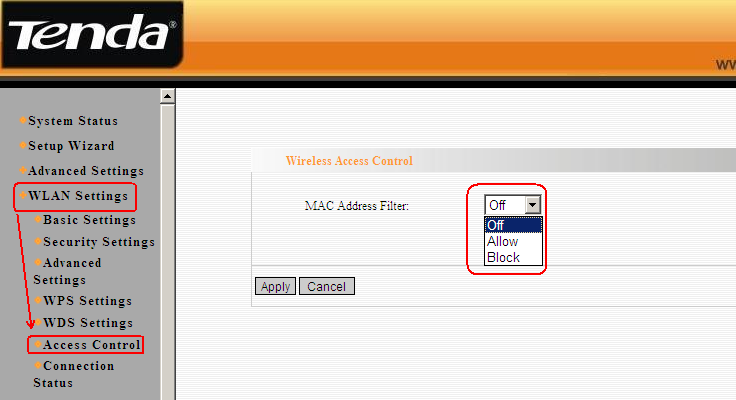 Tenda®
WW
System Status
Setup Wizard
Advanced Settings
WLAN Settings
Basic Settings
Security Settings
Advanced
Settings
WPS Settings
WDS Settings
Access Control
Connection
Status
Wireless Access Control
MAC Address Filter:
Off
Off
Allow
Block
Apply
Cancel